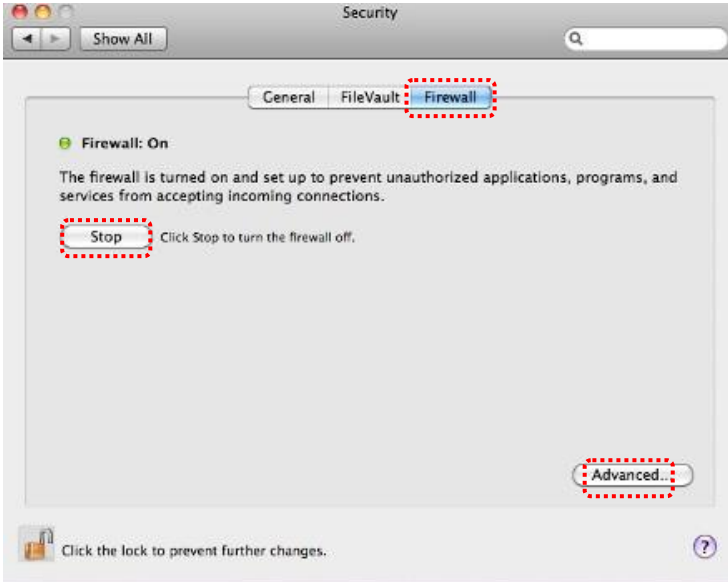 Security
Show All
General FileVault Firewall
Firewall: On
The firewall is turned on and set up to prevent unauthorized applications, programs, and
services from accepting incoming connections.
Stop Click Stop to turn the firewall off.
Advanced...
Click the lock to prevent further changes.
?